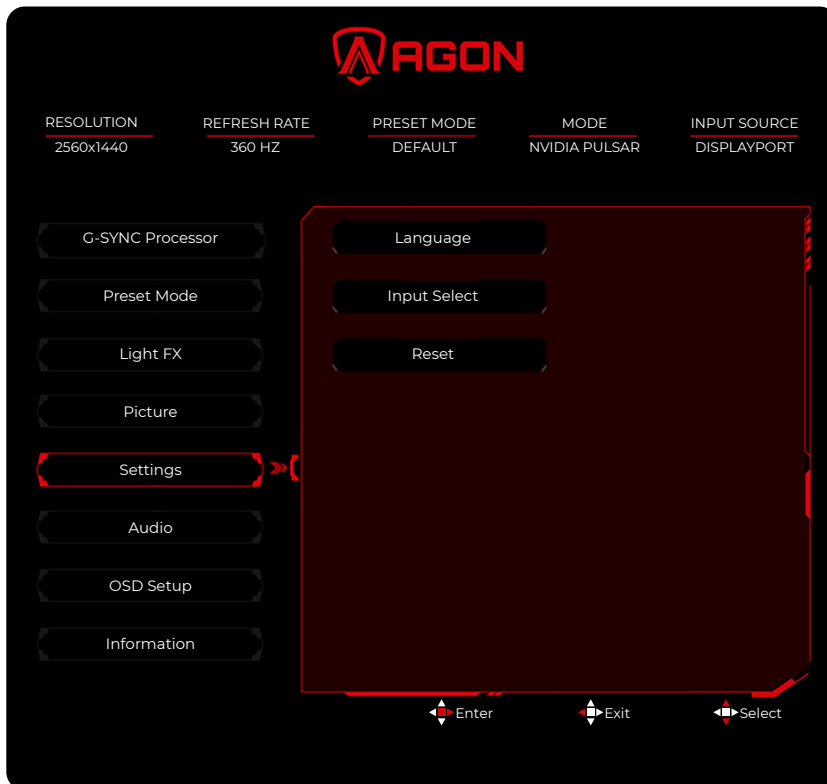 AGON
RESOLUTION REFRESH RATE PRESET MODE MODE INPUT SOURCE
2560x1440 360 HZ DEFAULT NVIDIA PULSAR DISPLAYPORT
G-SYNC Processor Language
Preset Mode Input Select
Light FX Reset
Picture
Settings
Audio
OSD Setup
Information
Enter Exit Select